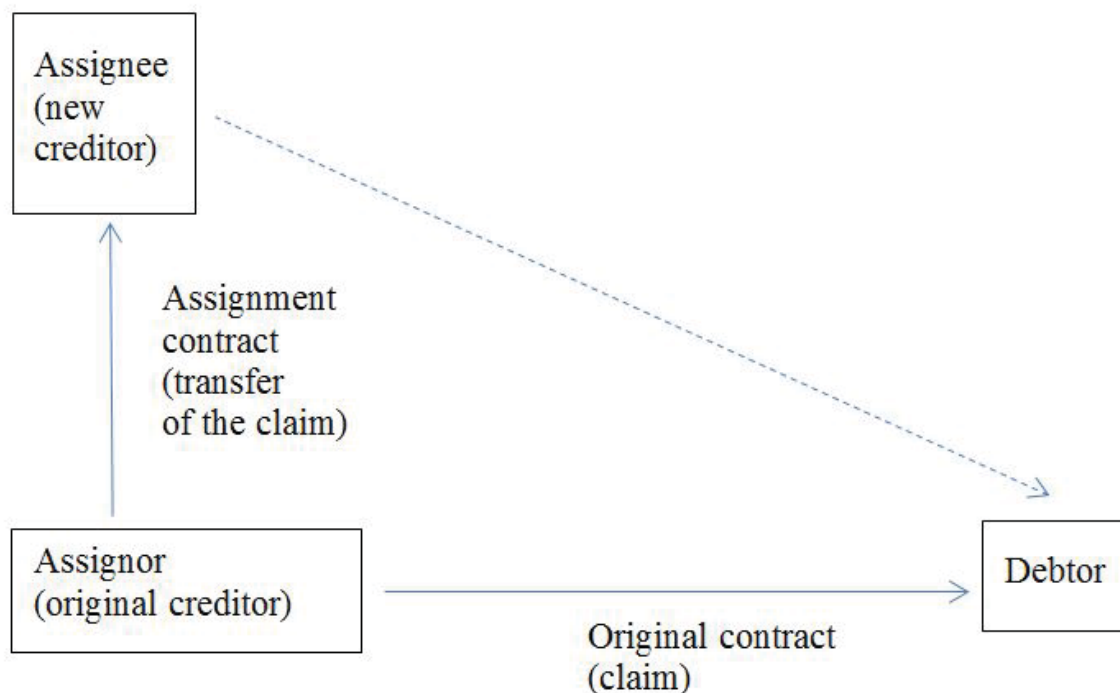 Assignee
(new
creditor)
Assignment
contract
(transfer
of the claim)
Assignor
(original creditor)
Debtor
Original contract
(claim)